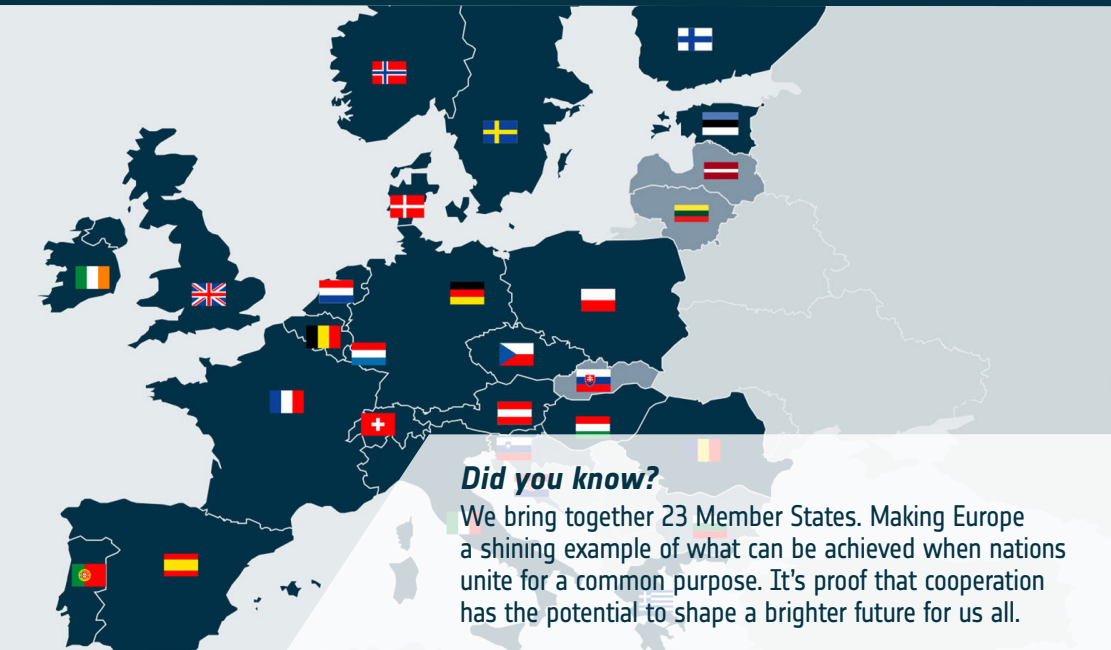 Did you know?
We bring together 23 Member States. Making Europe
a shining example of what can be achieved when nations
unite for a common purpose. It's proof that cooperation
has the potential to shape a brighter future for us all.